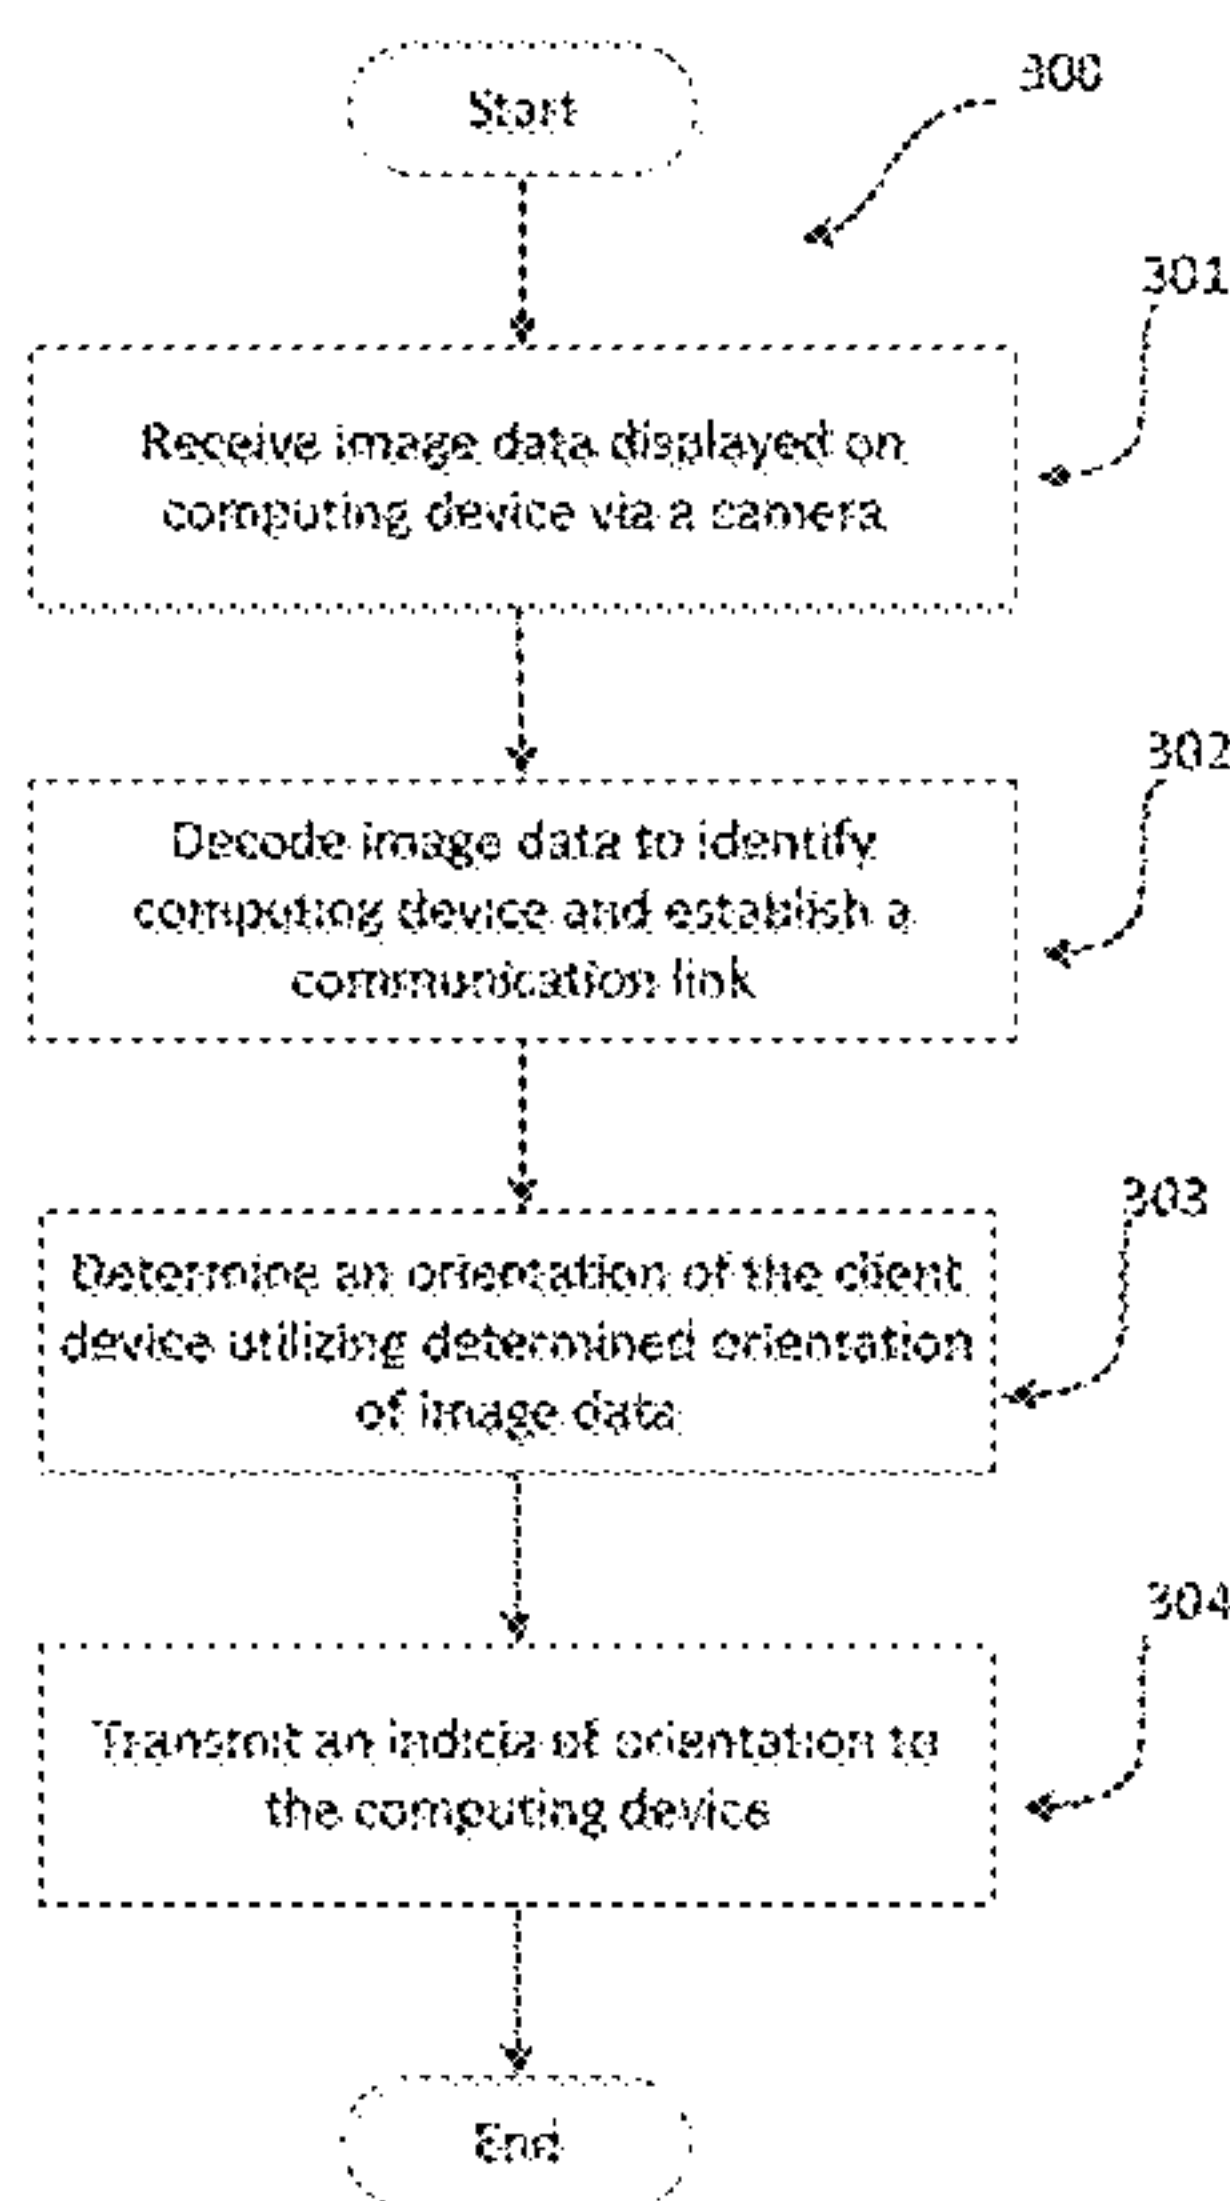 Start
300
301
Receive image data displayed on
computing device via a camera
302
Decode image data to identify
computing device and establish a
communication link
303
Determine an orientation of the client
device utilizing determined orientation
of image data
304
Transmit an indicia of orientation to
the computing device
End